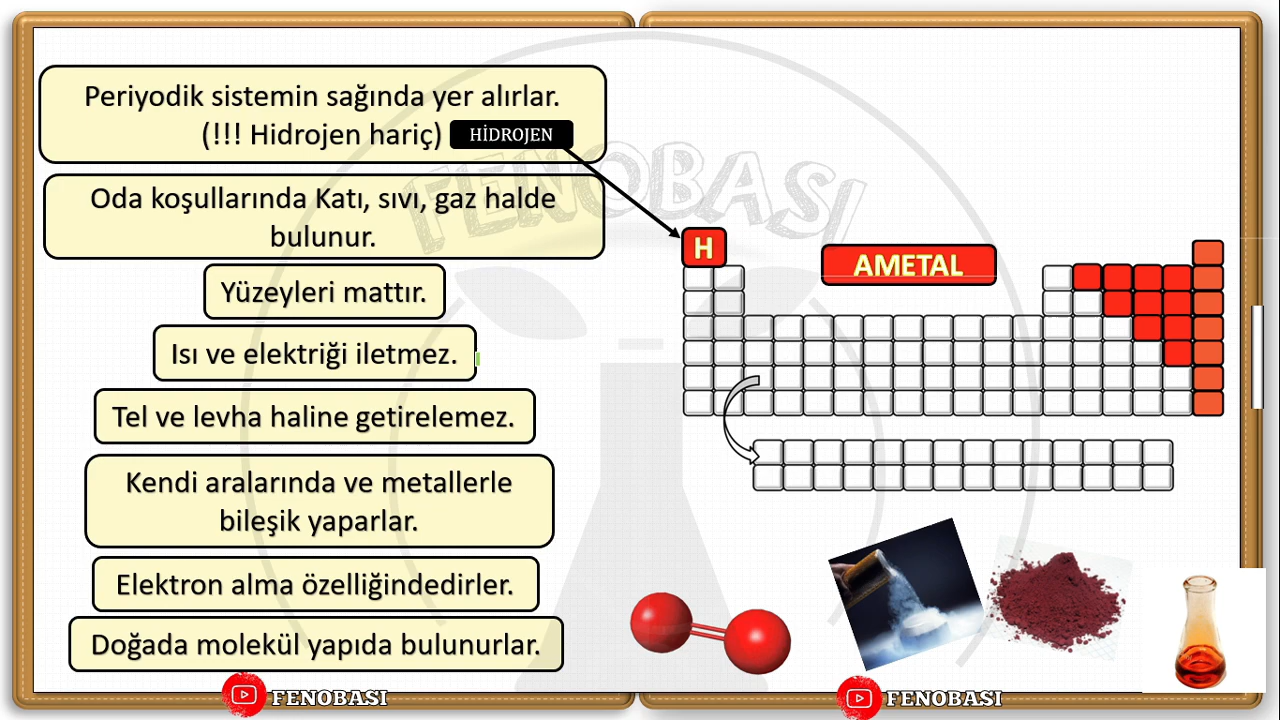 Periyodik sistemin sağında yer alırlar.
(!!! Hidrojen hariç) HİDROJEN
Oda koşullarında Katı, sıvı, gaz halde
bulunur.
Yüzeyleri mattır.
Isı ve elektriği iletmez.
Tel ve levha haline getirelemez.
Kendi aralarında ve metallerle
bileşik yaparlar.
Elektron alma özelliğindedirler.
Doğada molekül yapıda bulunurlar.
FENOBASI
H
AMETAL
FENOBASI
FENOBASI